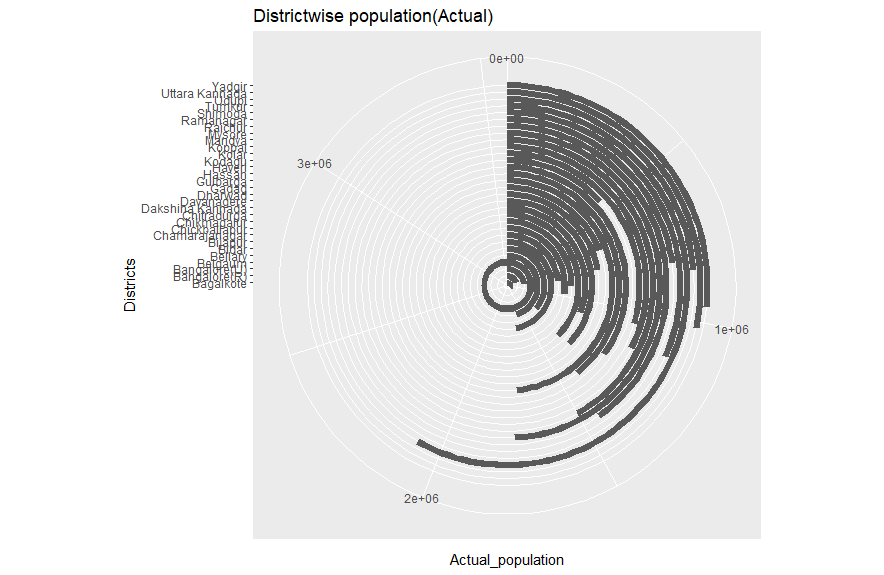 Districtwise population(Actual)
0e+00
Yadgir
Uttara Kannada
Udupi
Tumkur
Shimoga
Ramanagar
Raichur
Mysore
Mandya
Koppal
Kolar
Kodagu
Haveri
Hassan
Gulbarga
Gadag
Dharwad
Davanagere
Dakshina Kannada
Chitradurga
Chikmagalur
Chickballapur
Chamarajanagar
Bijapur
Bidar
Bellary
Belgaum
Bangalore(U)
Bangalore(R)
Bagalkote
3e+06
1e+06
2e+06
Districts
Actual_population